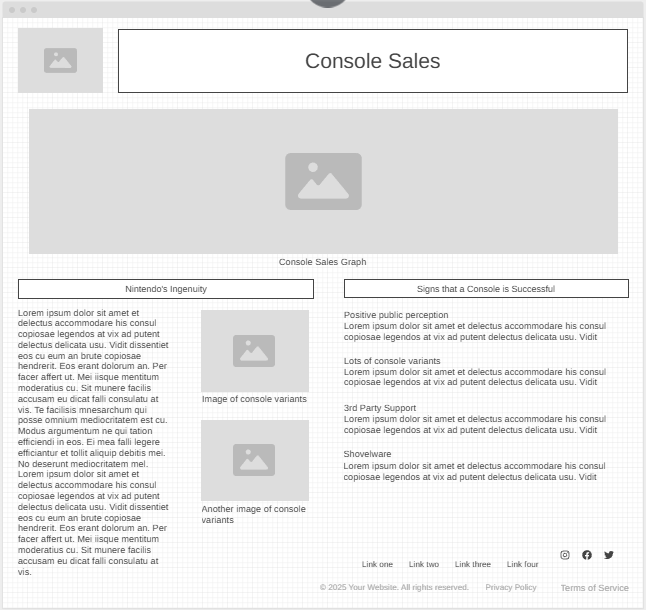 Console Sales
Console Sales Graph
Nintendo's Ingenuity
Lorem ipsum dolor sit amet et
delectus accommodare his consul
copiosae legendos at vix ad putent
delectus delicata usu. Vidit dissentiet
eos cu eum an brute copiosae
hendrerit. Eos erant dolorum an. Per
facer affert ut. Mei iisque mentitum
moderatius cu. Sit munere facilis
accusam eu dicat falli consulatu at
vis. Te facilisis mnesarchum qui
posse omnium mediocritatem est cu.
Modus argumentum ne qui tation
efficiendi in eos. Ei mea falli legere
efficiantur et tollit aliquip debitis mei.
No deserunt mediocritatem mel.
Lorem ipsum dolor sit amet et
delectus accommodare his consul
copiosae legendos at vix ad putent
delectus delicata usu. Vidit dissentiet
eos cu eum an brute copiosae
hendrerit. Eos erant dolorum an. Per
facer affert ut. Mei iisque mentitum
moderatius cu. Sit munere facilis
accusam eu dicat falli consulatu at
vis.
Image of console variants
Another image of console
variants
Signs that a Console is Successful
Positive public perception
Lorem ipsum dolor sit amet et delectus accommodare his consul
copiosae legendos at vix ad putent delectus delicata usu. Vidit
Lots of console variants
Lorem ipsum dolor sit amet et delectus accommodare his consul
copiosae legendos at vix ad putent delectus delicata usu. Vidit
3rd Party Support
Lorem ipsum dolor sit amet et delectus accommodare his consul
copiosae legendos at vix ad putent delectus delicata usu. Vidit
Shovelware
Lorem ipsum dolor sit amet et delectus accommodare his consul
copiosae legendos at vix ad putent delectus delicata usu. Vidit
Link one Link two Link three Link four
© 2025 Your Website. All rights reserved. Privacy Policy Terms of Service